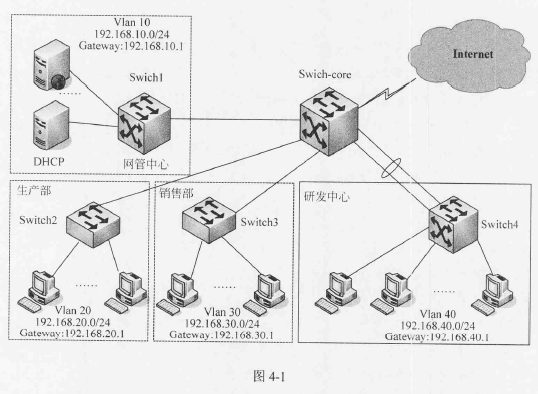 Vlan 10
192.168.10.0/24
Gateway:192.168.10.1
Swich1
......
DHCP
网管中心
Swich-core
Internet
生产部
Switch2
......
Vlan 20
192.168.20.0/24
Gateway:192.168.20.1
销售部
Switch3
......
Vlan 30
192.168.30.0/24
Gateway:192.168.30.1
研发中心
Switch4
......
Vlan 40
192.168.40.0/24
Gateway:192.168.40.1
图 4-1